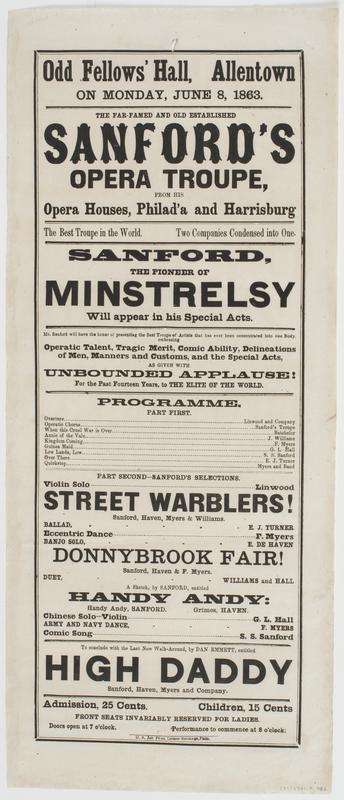 Odd Fellows' Hall, Allentown
ON MONDAY, JUNE 8, 1863.
THE FAR-FAMED AND OLD ESTABLISHED
SANFORD'S
OPERA TROUPE,
FROM HIS
Opera Houses, Philad'a and Harrisburg
The Best Troupe in the World. Two Companies Condensed into One.
SANFORD,
THE PIONEER OF
MINSTRELSY
Will appear in his Special Acts.
Mr. Sanford will have the honor of presenting the Best Troupe of Artists that has ever been concentrated into one Body,
embracing
Operatic Talent, Tragic Merit, Comic Ability, Delineations
of Men, Manners and Customs, and the Special Acts,
AS GIVEN WITH
UNBOUNDED APPLAUSE!
For the Past Fourteen Years, to THE ELITE OF THE WORLD.
PROGRAMME.
PART FIRST.
Overture Linwood and Company
Operatic Chorus Sanford's Troupe
When this Cruel War is Over
Annie of the Vale J. Williams
Kingdom Coming F. Myers
Guinea Maid G. L. Hall
Low Lands, Low S. S. Sanford
Over There E. J. Turner
Quickstep Myers and Band
PART SECOND—SANFORD'S SELECTIONS.
Violin Solo Linwood
STREET WARBLERS!
Sanford, Haven, Myers & Williams.
BALLAD, E. J. TURNER
Eccentric Dance F. Myers
BANJO SOLO, E. DE HAVEN
DONNYBROOK FAIR!
Sanford, Haven & F. Myers.
DUET, WILLIAMS and HALL
A Sketch, by SANFORD, entitled
HANDY ANDY:
Handy Andy, SANFORD. Grimes, HAVEN.
Chinese Solo—Violin G. L. Hall
ARMY AND NAVY DANCE, F. MYERS
Comic Song S. S. Sanford
To conclude with the Last New Walk-Around, by DAN EMMETT, entitled
HIGH DADDY
Sanford, Haven, Myers and Company.
Admission, 25 Cents. Children, 15 Cents
FRONT SEATS INVARIABLY RESERVED FOR LADIES.
Doors open at 7 o'clock. Performance to commence at 8 o'clock.